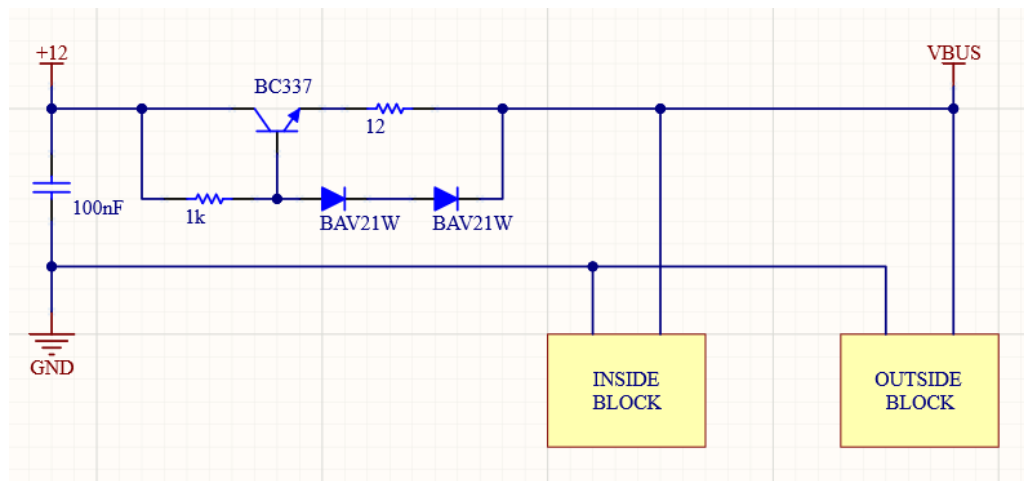 +12
VBUS
BC337
12
100nF
1k
BAV21W
BAV21W
GND
INSIDE
BLOCK
OUTSIDE
BLOCK